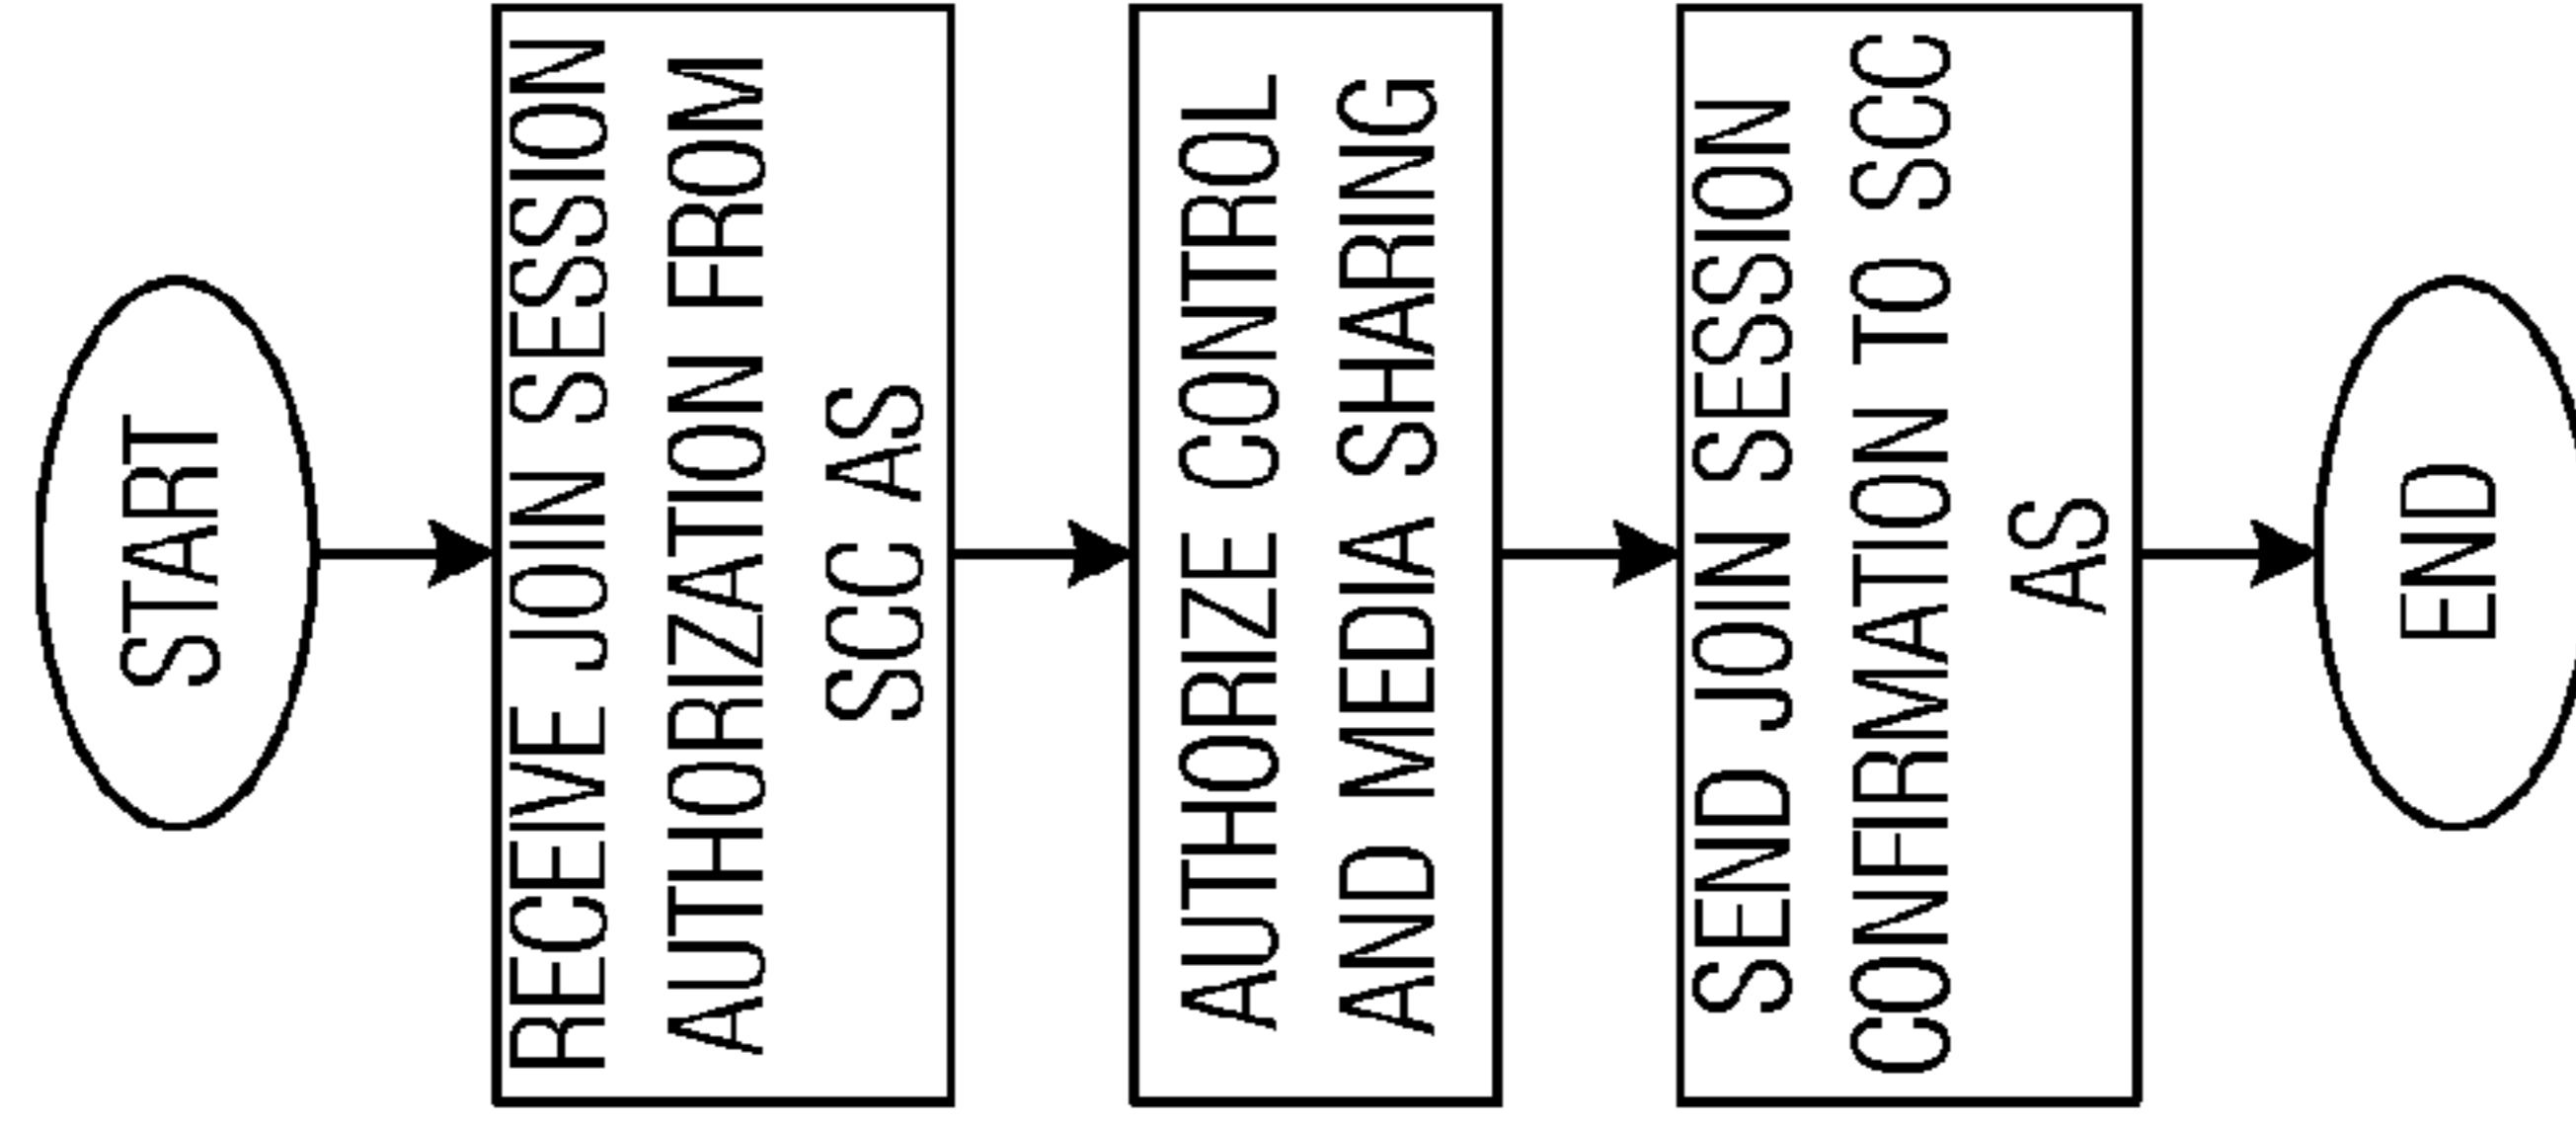 START
RECEIVE JOIN SESSION
AUTHORIZATION FROM
SCC AS
AUTHORIZE CONTROL
AND MEDIA SHARING
SEND JOIN SESSION
CONFIRMATION TO SCC
AS
END